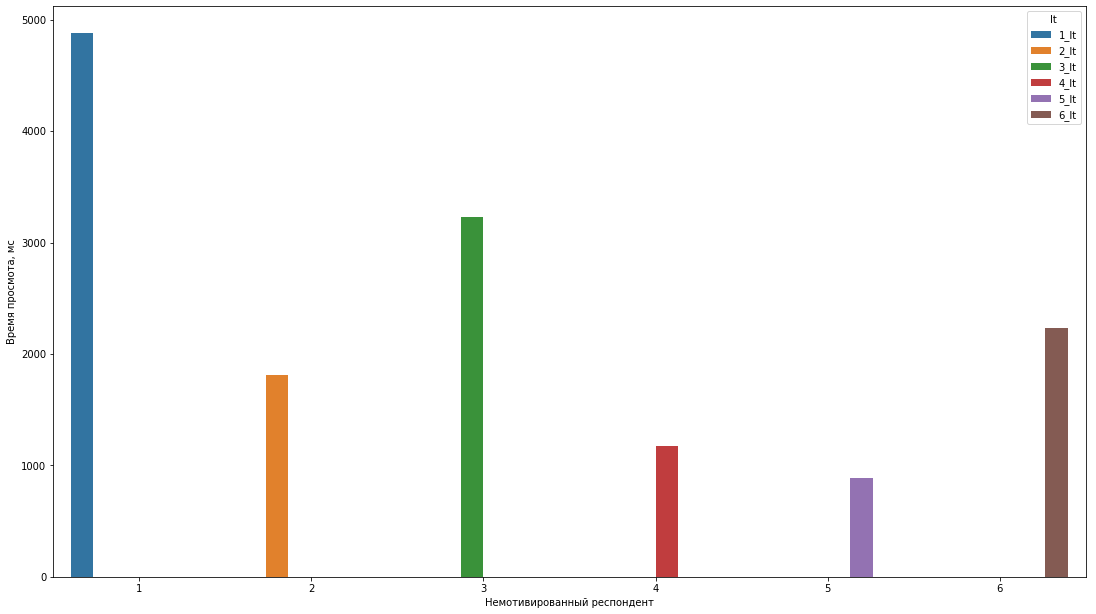 lt
1_lt
2_lt
3_lt
4_lt
5_lt
6_lt
5000
4000
3000
2000
1000
0
Время просмота, мс
1 2 3 4 5 6
Немотивированный респондент